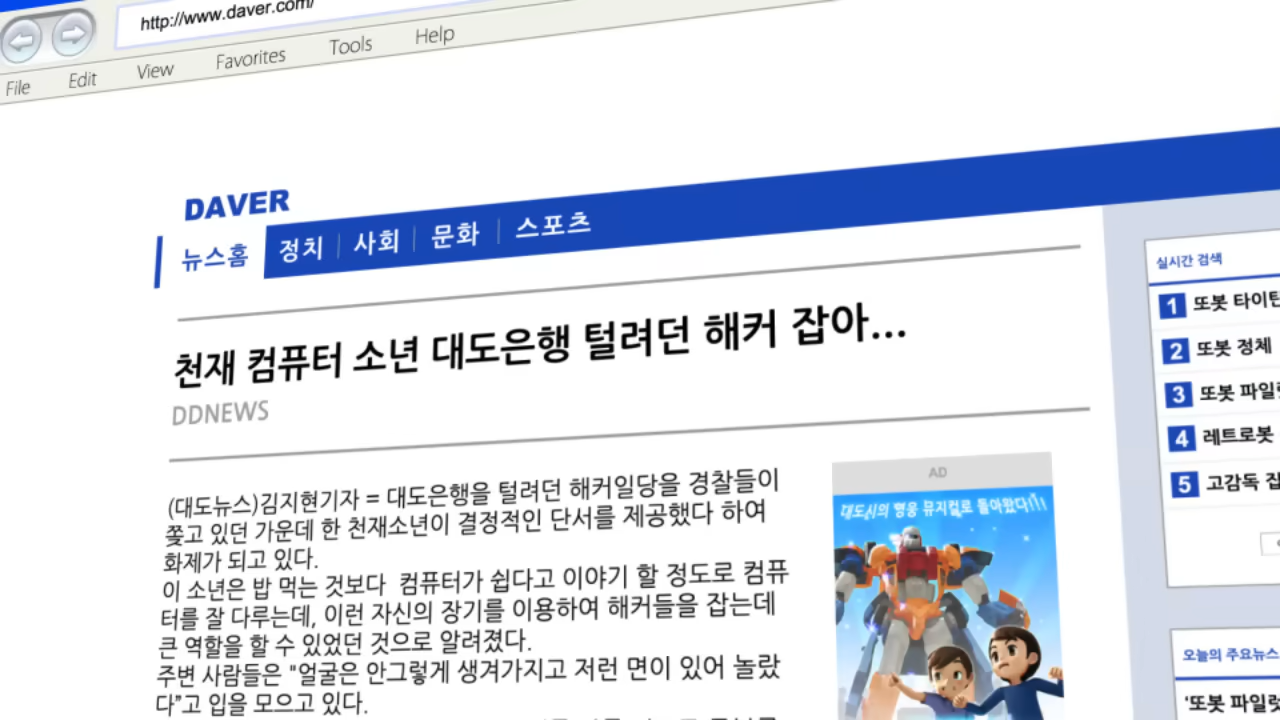 http://www.daver.com/
File Edit View Favorites Tools Help
DAVER
뉴스홈 정치 사회 문화 스포츠
천재 컴퓨터 소년 대도은행 털려던 해커 잡아...
DDNEWS
(대도뉴스)김지현기자 = 대도은행을 털려던 해커일당을 경찰들이
쫒고 있던 가운데 한 천재소년이 결정적인 단서를 제공했다 하여
화제가 되고 있다.
이 소년은 밥 먹는 것보다 컴퓨터가 쉽다고 이야기 할 정도로 컴퓨
터를 잘 다루는데, 이런 자신의 장기를 이용하여 해커들을 잡는데
큰 역할을 할 수 있었던 것으로 알려졌다.
주변 사람들은 "얼굴은 안그렇게 생겨가지고 저런 면이 있어 놀랐
다"고 입을 모으고 있다.
AD
대도시의 영웅 뮤지컬로 돌아왔다!!!
실시간 검색
1 또봇 타이탄
2 또봇 정체
3 또봇 파일럿
4 레트로봇
5 고감독
오늘의 주요뉴스
'또봇 파일럿